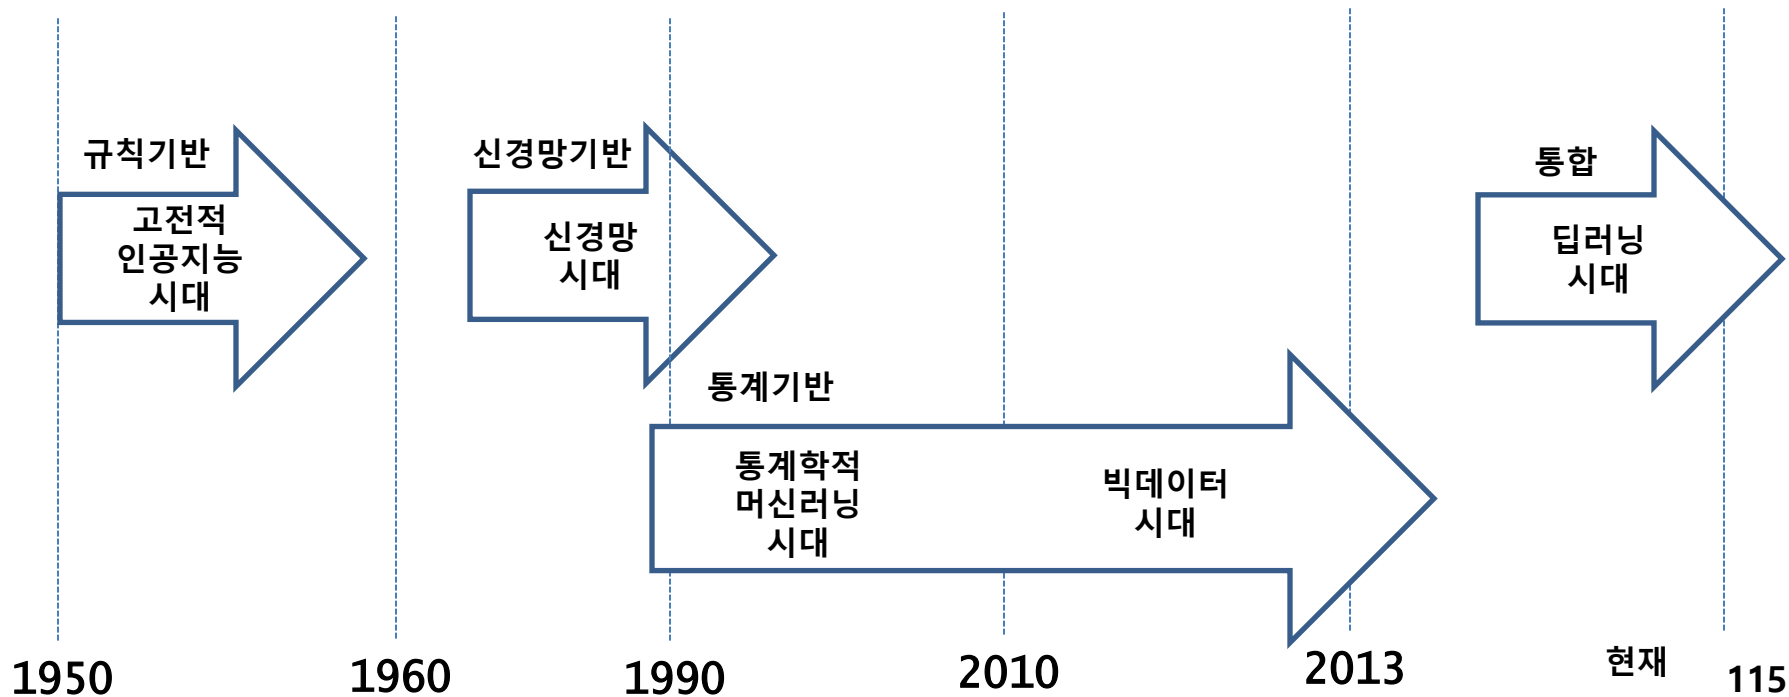 규칙기반
고전적
인공지능
시대
신경망기반
신경망
시대
통계기반
통계학적
머신러닝
시대
빅데이터
시대
통합
딥러닝
시대
1950
1960
1990
2010
2013
현재
115